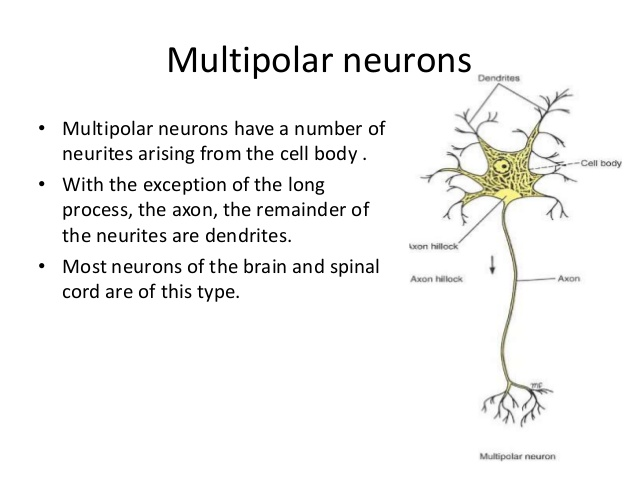 Multipolar neurons
• Multipolar neurons have a number of
neurites arising from the cell body .
• With the exception of the long
process, the axon, the remainder of
the neurites are dendrites.
• Most neurons of the brain and spinal
cord are of this type.
Dendrites
Cell body
Axon hillock
Axon hillock
Axon
Multipolar neuron